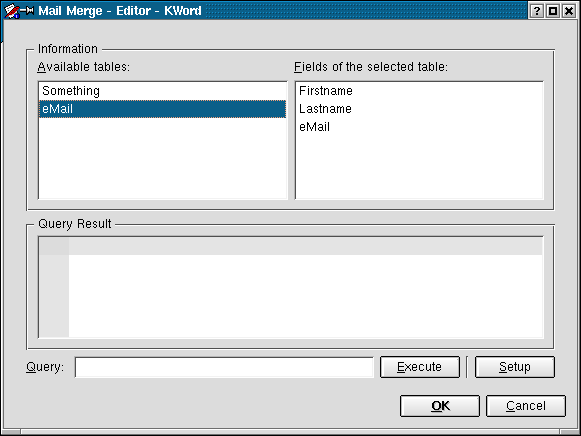 Mail Merge - Editor - KWord
Information
Available tables:
Fields of the selected table:
Something
eMail
Firstname
Lastname
eMail
Query Result
Query:
Execute
Setup
OK
Cancel